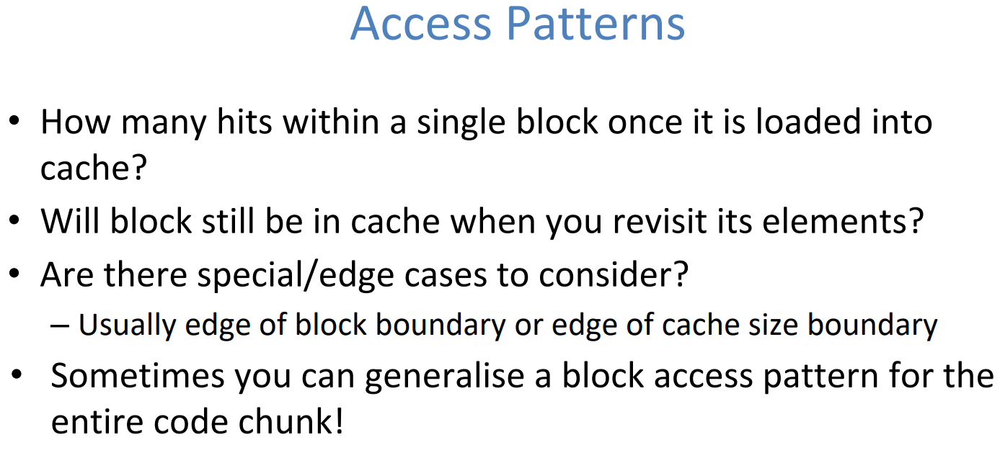 Access Patterns
• How many hits within a single block once it is loaded into
cache?
• Will block still be in cache when you revisit its elements?
• Are there special/edge cases to consider?
– Usually edge of block boundary or edge of cache size boundary
• Sometimes you can generalise a block access pattern for the
entire code chunk!